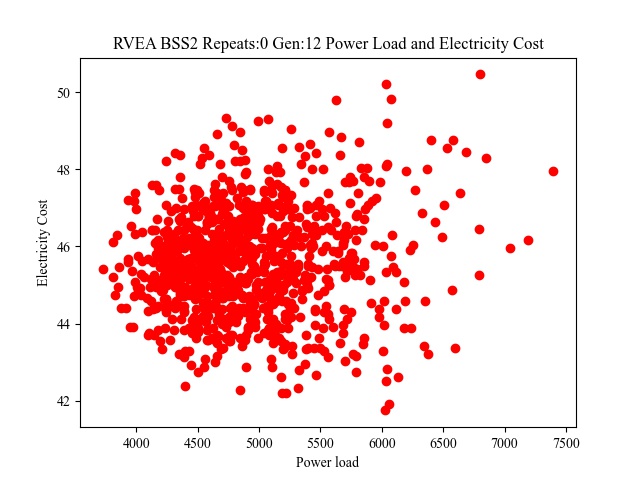 RVEA BSS2 Repeats:0 Gen:12 Power Load and Electricity Cost
Electricity Cost
50
48
46
44
42
4000 4500 5000 5500 6000 6500 7000 7500
Power load